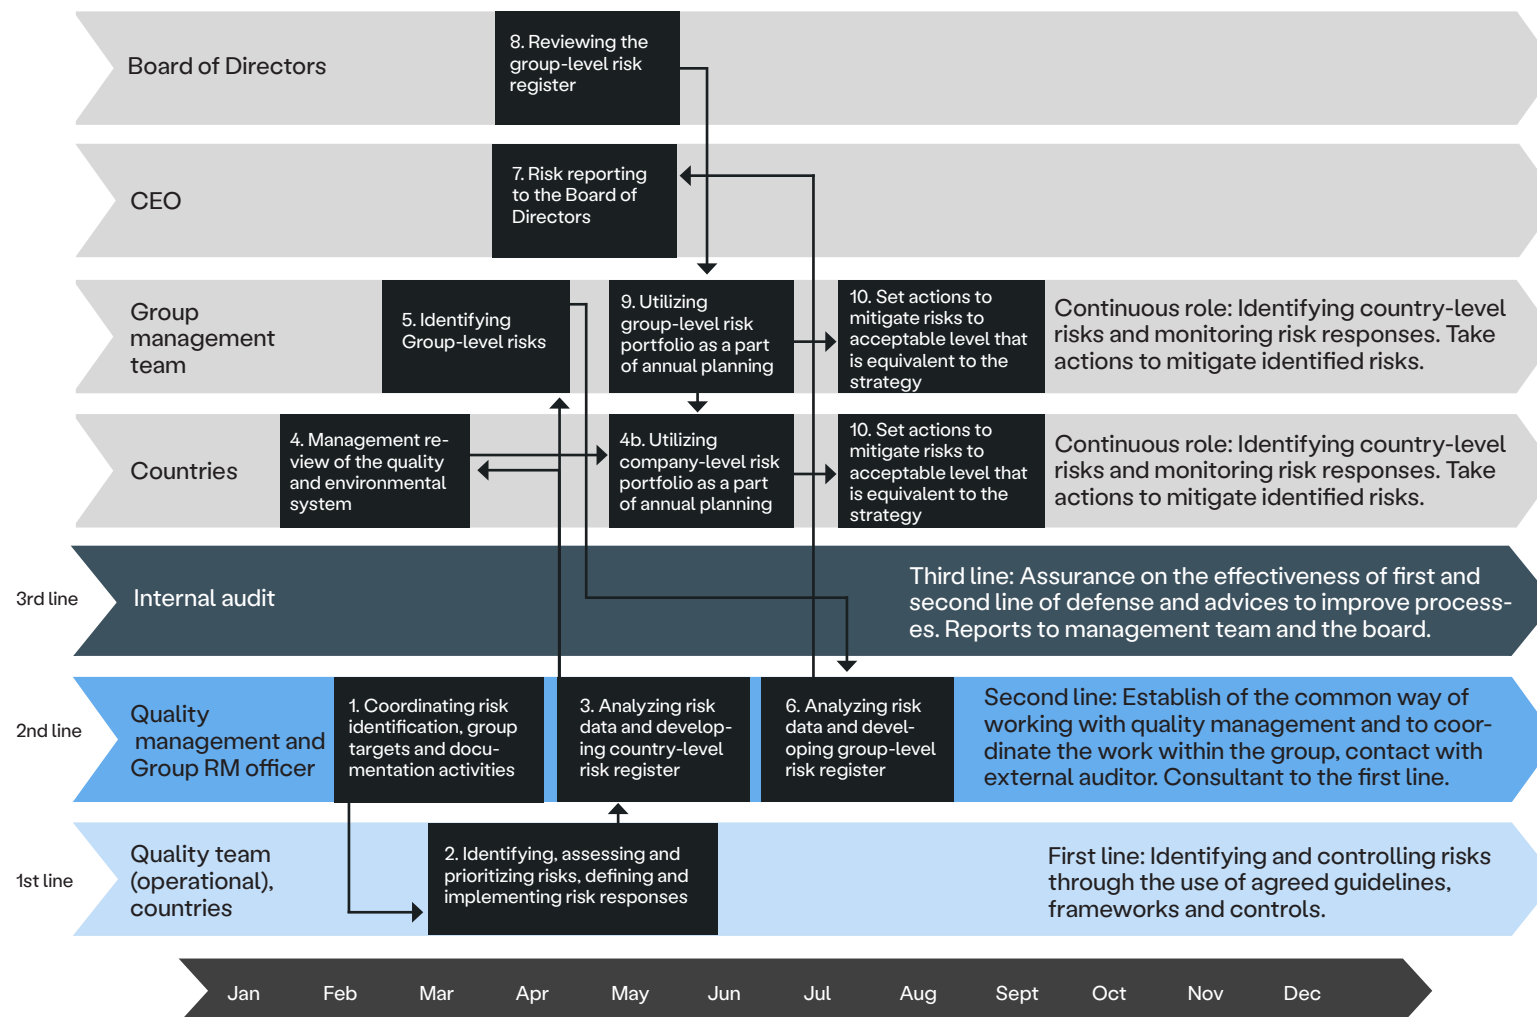 Board of Directors
8. Reviewing the
group-level risk
register
CEO
7. Risk reporting
to the Board of
Directors
Group
management
team
5. Identifying
Group-level risks
9. Utilizing
group-level risk
portfolio as a part
of annual planning
10. Set actions to
mitigate risks to
acceptable level that
is equivalent to the
strategy
Continuous role: Identifying country-level
risks and monitoring risk responses. Take
actions to mitigate identified risks.
Countries
4. Management re-
view of the quality
and environmental
system
4b. Utilizing
company-level risk
portfolio as a part
of annual planning
10. Set actions to
mitigate risks to
acceptable level that
is equivalent to the
strategy
Continuous role: Identifying country-level
risks and monitoring risk responses. Take
actions to mitigate identified risks.
3rd line
Internal audit
Third line: Assurance on the effectiveness of first and
second line of defense and advices to improve process-
es. Reports to management team and the board.
2nd line
Quality
management and
Group RM officer
1. Coordinating risk
identification, group
targets and docu-
mentation activities
3. Analyzing risk
data and develop-
ing country-level
risk register
6. Analyzing risk
data and devel-
oping group-level
risk register
Second line: Establish of the common way of
working with quality management and to coor-
dinate the work within the group, contact with
external auditor. Consultant to the first line.
1st line
Quality team
(operational),
countries
2. Identifying, assessing and
prioritizing risks, defining and
implementing risk responses
First line: Identifying and controlling risks
through the use of agreed guidelines,
frameworks and controls.
Jan Feb Mar Apr May Jun Jul Aug Sept Oct Nov Dec